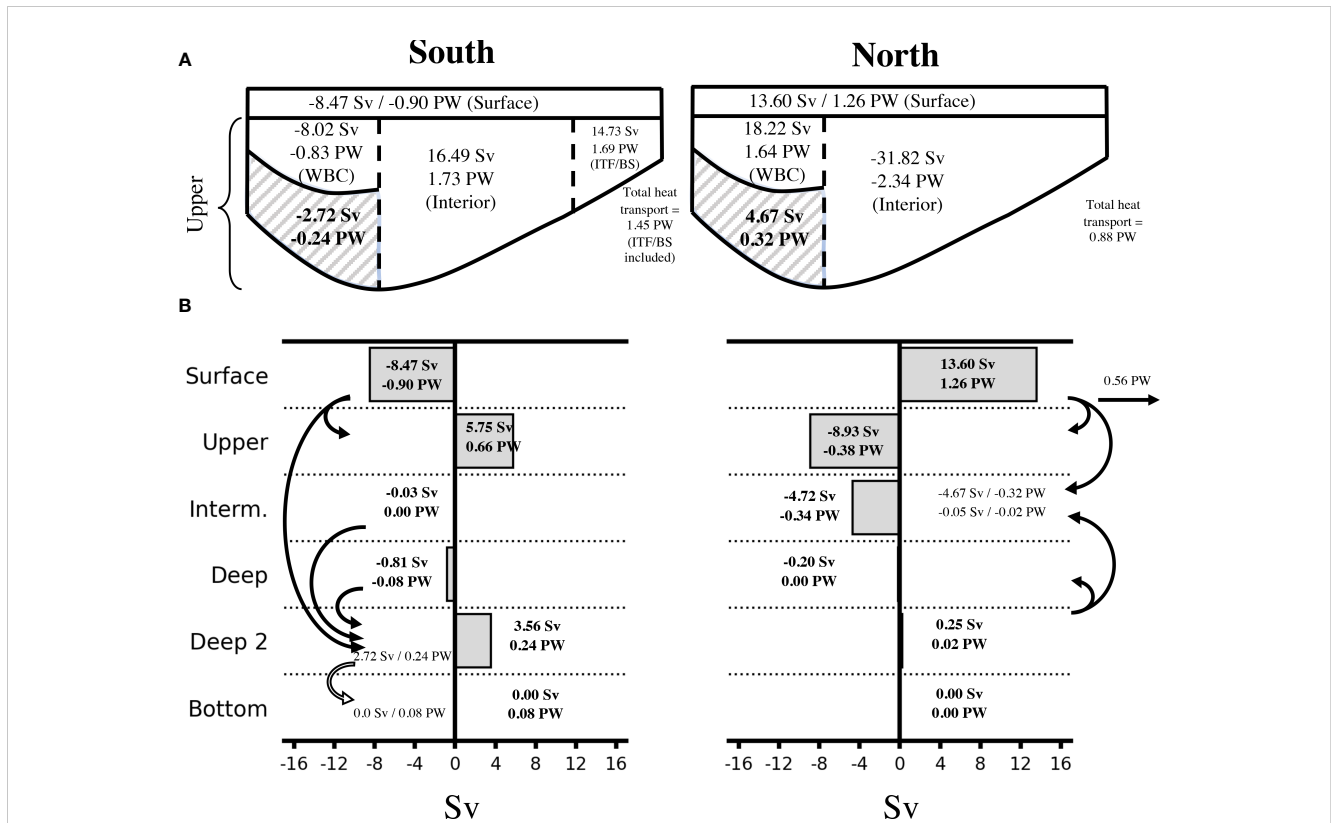 A
South
North
-8.47 Sv / -0.90 PW (Surface)
13.60 Sv / 1.26 PW (Surface)
Upper
-8.02 Sv
-0.83 PW
(WBC)
-2.72 Sv
-0.24 PW
16.49 Sv
1.73 PW
(Interior)
14.73 Sv
1.69 PW
(ITF/BS)
Total heat
transport =
1.45 PW
(ITF/BS
included)
18.22 Sv
1.64 PW
(WBC)
4.67 Sv
0.32 PW
-31.82 Sv
-2.34 PW
(Interior)
Total heat
transport =
0.88 PW
B
Surface
-8.47 Sv
-0.90 PW
13.60 Sv
1.26 PW
0.56 PW
Upper
5.75 Sv
0.66 PW
-8.93 Sv
-0.38 PW
Interm.
-0.03 Sv
0.00 PW
-4.72 Sv
-0.34 PW
-4.67 Sv / -0.32 PW
-0.05 Sv / -0.02 PW
Deep
-0.81 Sv
-0.08 PW
-0.20 Sv
0.00 PW
Deep 2
3.56 Sv
0.24 PW
2.72 Sv / 0.24 PW
0.25 Sv
0.02 PW
Bottom
0.00 Sv
0.08 PW
0.0 Sv / 0.08 PW
0.00 Sv
0.00 PW
-16 -12 -8 -4 0 4 8 12 16
-16 -12 -8 -4 0 4 8 12 16
Sv
Sv